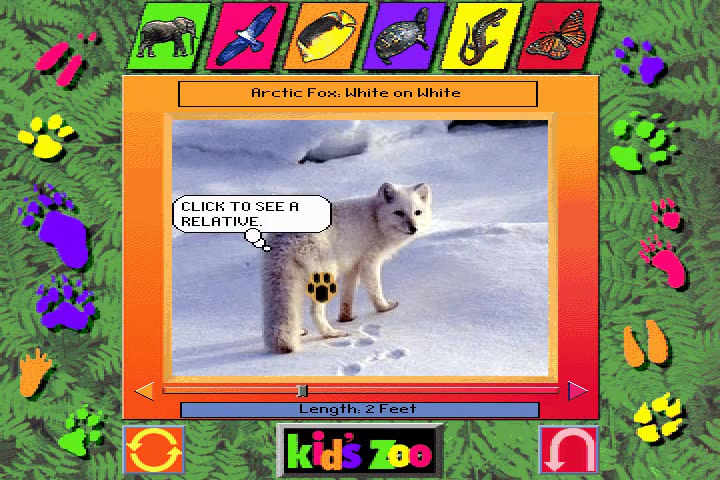 Arctic Fox: White on White
CLICK TO SEE A
RELATIVE.
Length: 2 Feet
kid's Zoo